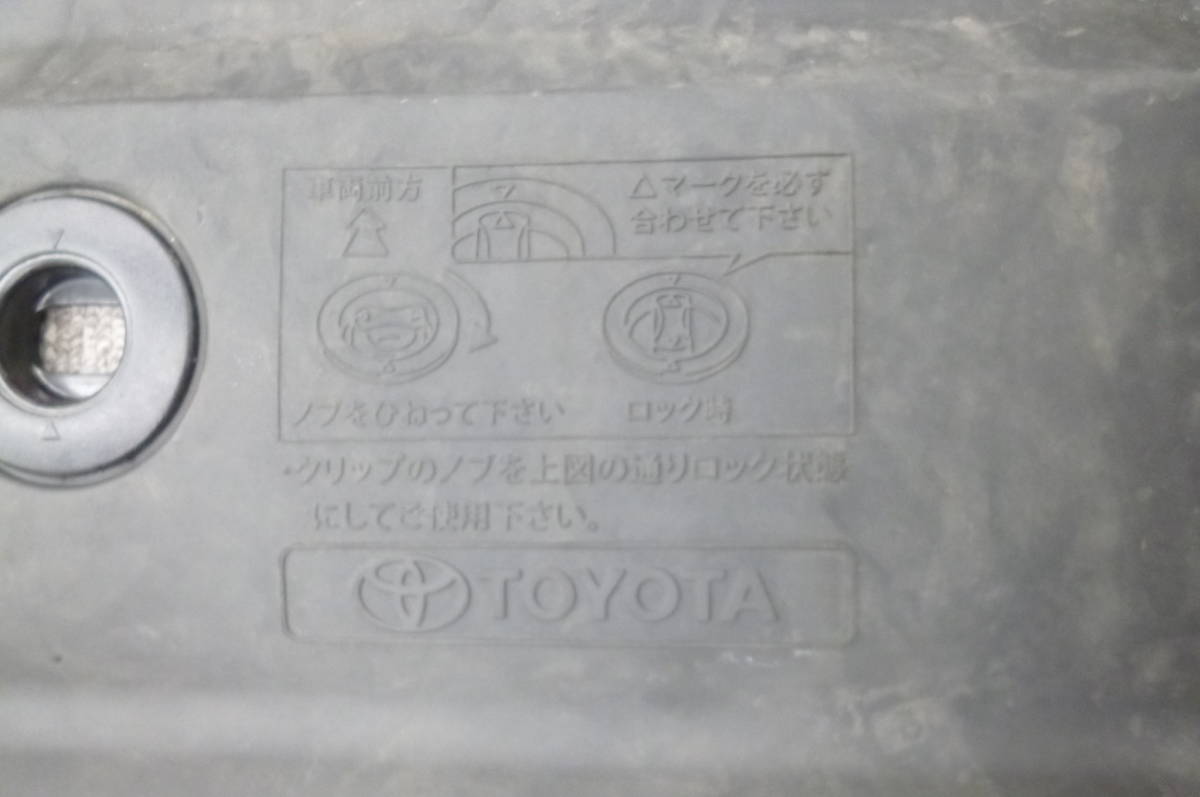 車両前方
△マークを必ず
合わせて下さい
ノブをひねって下さい
ロック時
・クリップのノブを上図の通りロック状態
にしてご使用下さい。
TOYOTA